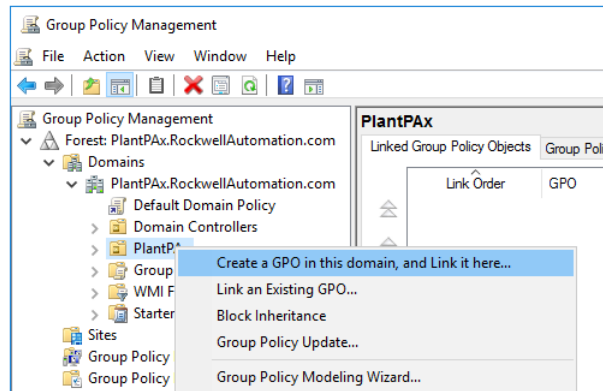 Group Policy Management
File Action View Window Help
Group Policy Management
Forest: PlantPAx.RockwellAutomation.com
Domains
PlantPAx.RockwellAutomation.com
Default Domain Policy
Domain Controllers
PlantPA
Group
WMI F
Starter
Sites
Group Policy
Group Policy
PlantPAx
Linked Group Policy Objects Group Poli
Link Order GPO
Create a GPO in this domain, and Link it here...
Link an Existing GPO...
Block Inheritance
Group Policy Update...
Group Policy Modeling Wizard...